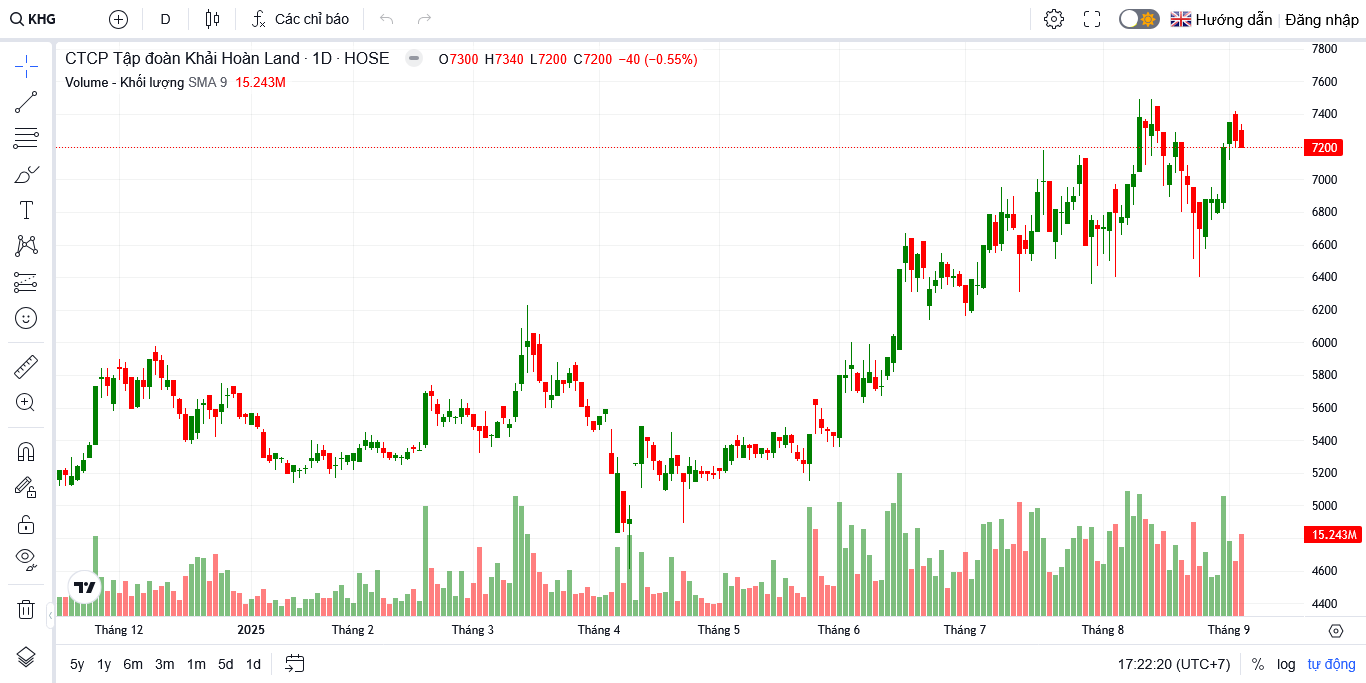 KHG D Các chỉ báo Hướng dẫn Đăng nhập
CTCP Tập đoàn Khải Hoàn Land · 1D · HOSE O7300 H7340 L7200 C7200 −40 (−0.55%)
Volume - Khối lượng SMA 9 15.243M
7800
7600
7400
7200
7000
6800
6600
6400
6200
6000
5800
5600
5400
5200
5000
15.243M
4600
4400
Tháng 12 2025 Tháng 2 Tháng 3 Tháng 4 Tháng 5 Tháng 6 Tháng 7 Tháng 8 Tháng 9
5y 1y 6m 3m 1m 5d 1d 17:22:20 (UTC+7) % log tự động